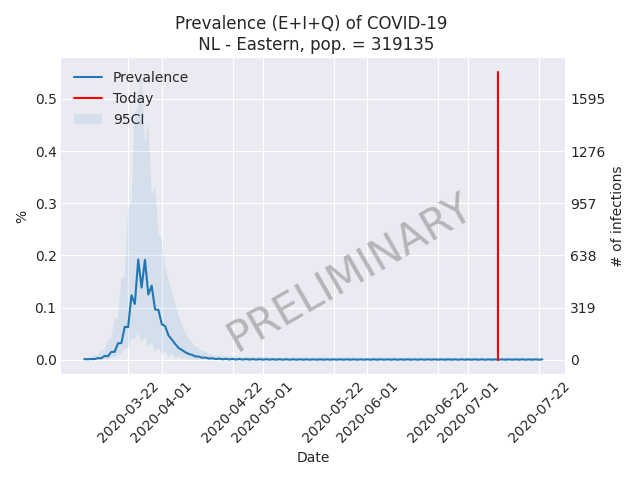 Prevalence (E+I+Q) of COVID-19
NL - Eastern, pop. = 319135
Prevalence
Today
95CI
0.5
0.4
0.3
0.2
0.1
0.0
%
1595
1276
957
638
319
0
# of infections
PRELIMINARY
2020-03-22
2020-04-01
2020-04-22
2020-05-01
2020-05-22
2020-06-01
2020-06-22
2020-07-01
2020-07-22
Date